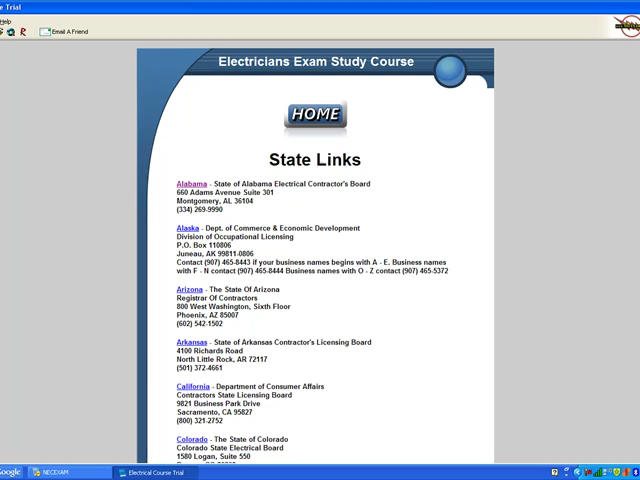 e Trial
Help
Email A Friend
Electricians Exam Study Course
HOME
State Links
Alabama - State of Alabama Electrical Contractor's Board
660 Adams Avenue Suite 301
Montgomery, AL 36104
(334) 269-9990
Alaska - Dept. of Commerce & Economic Development
Division of Occupational Licensing
P.O. Box 110806
Juneau, AK 99811-0806
Contact (907) 465-8443 if your business names begins with A - E. Business names
with F - N contact (907) 465-8444 Business names with O - Z contact (907) 465-5372
Arizona - The State Of Arizona
Registrar Of Contractors
800 West Washington, Sixth Floor
Phoenix, AZ 85007
(602) 542-1502
Arkansas - State of Arkansas Contractor's Licensing Board
4100 Richards Road
North Little Rock, AR 72117
(501) 372-4661
California - Department of Consumer Affairs
Contractors State Licensing Board
9821 Business Park Drive
Sacramento, CA 95827
(800) 321-2752
Colorado - The State of Colorado
Colorado State Electrical Board
1580 Logan, Suite 550
Google
NECEXAM
Electrical Course Trial